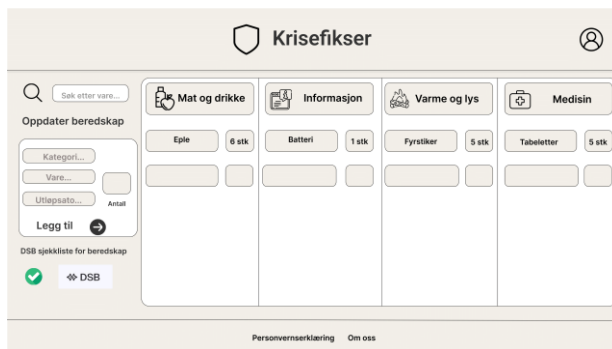 Krisefikser
Søk etter vare...
Oppdater beredskap
Kategori...
Vare...
Utløpsato...
Antall
Legg til
DSB sjekkliste for beredskap
DSB
Mat og drikke
Eple
6 stk
Informasjon
Batteri
1 stk
Varme og lys
Fyrstiker
5 stk
Medisin
Tabeletter
5 stk
Personvernserklæring Om oss